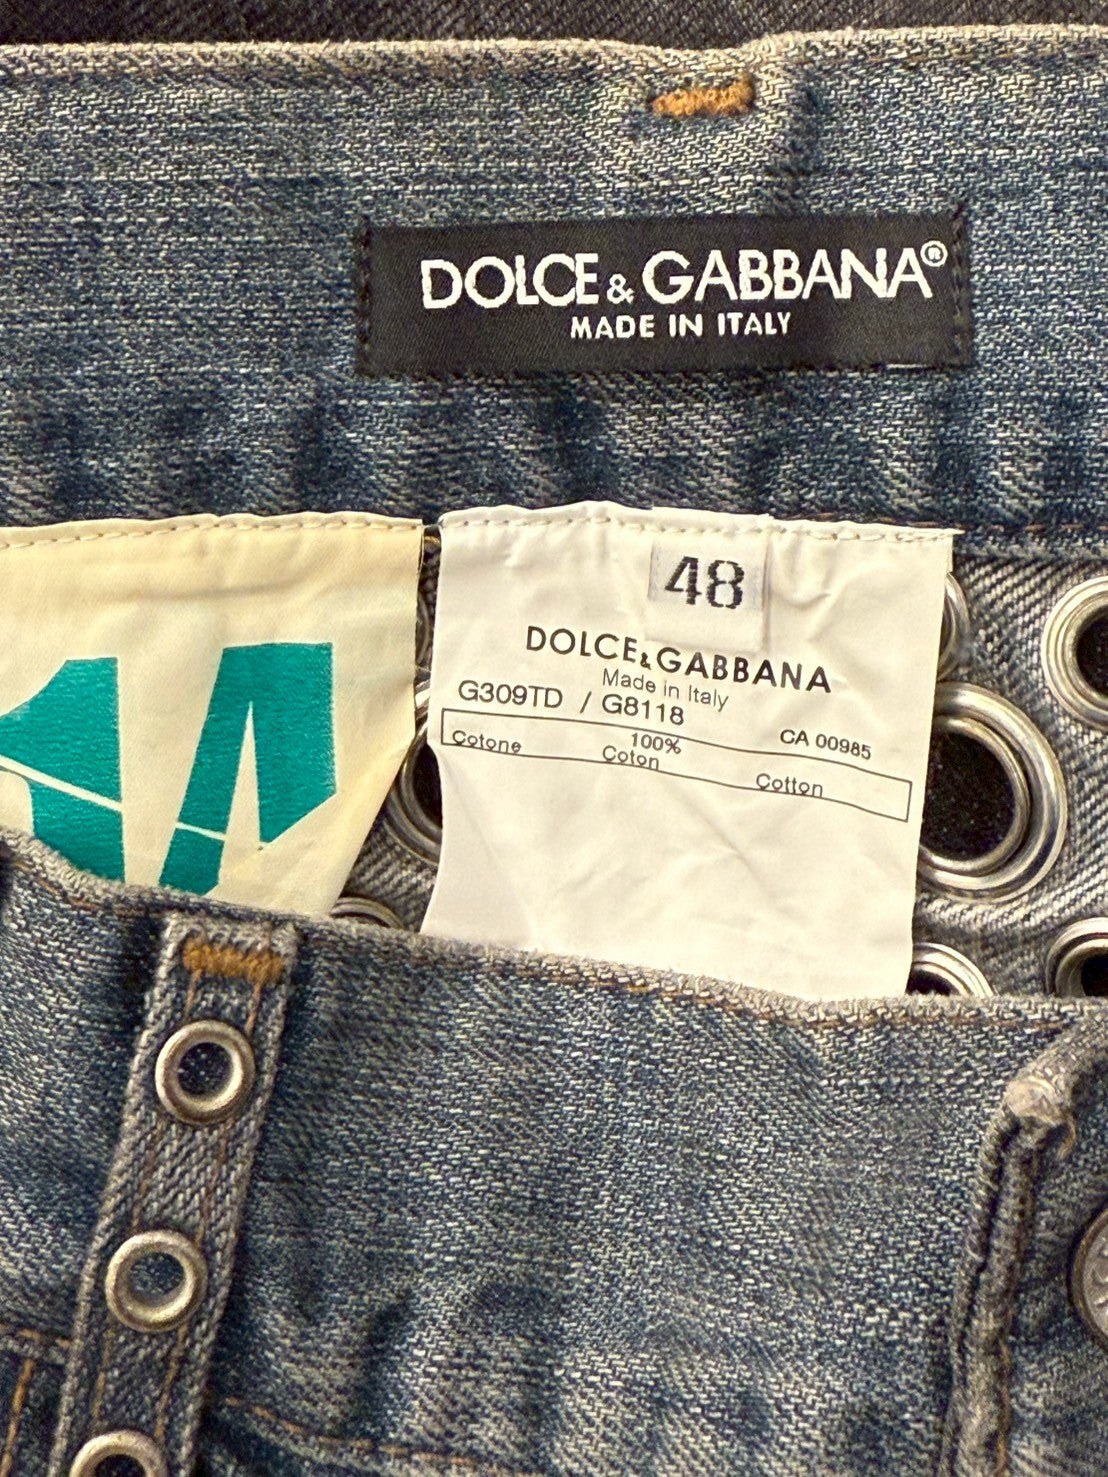 DOLCE & GABBANA®
MADE IN ITALY
48
DOLCE & GABBANA
Made in Italy
G309TD / G8118
CA 00985
Cotone 100% Coton Cotton
14